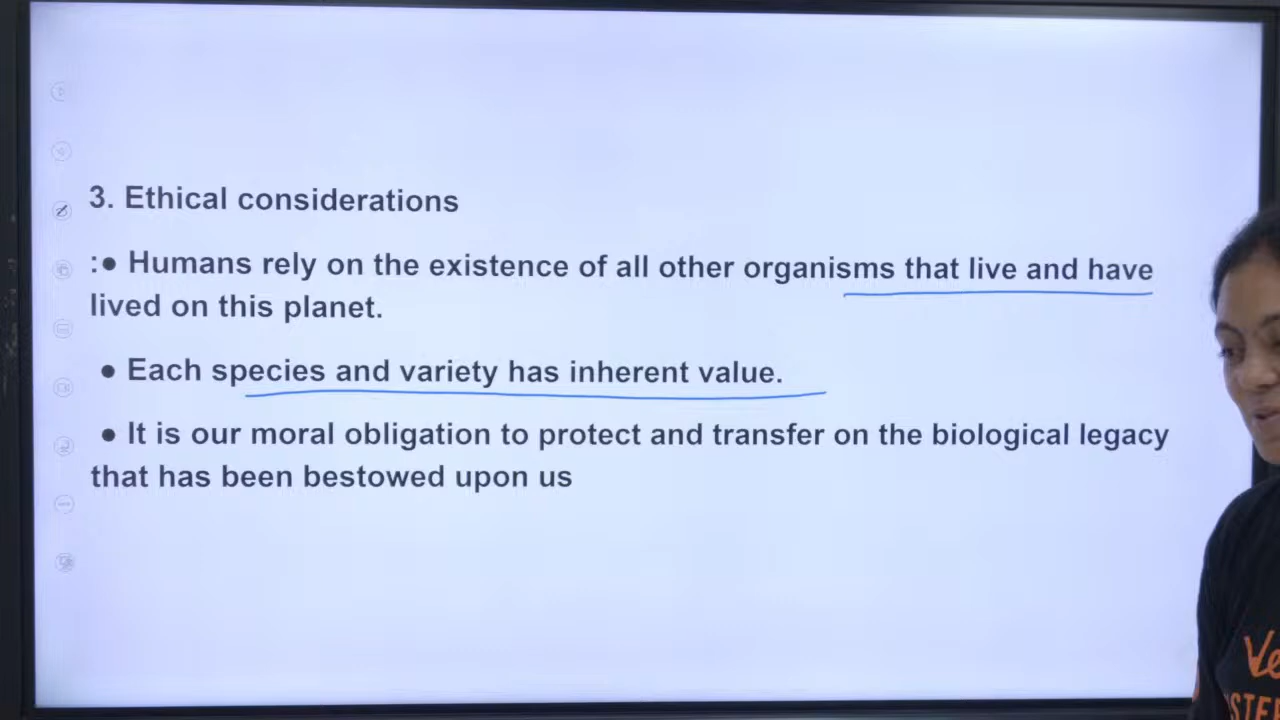 3. Ethical considerations
:● Humans rely on the existence of all other organisms that live and have
lived on this planet.
● Each species and variety has inherent value.
● It is our moral obligation to protect and transfer on the biological legacy
that has been bestowed upon us